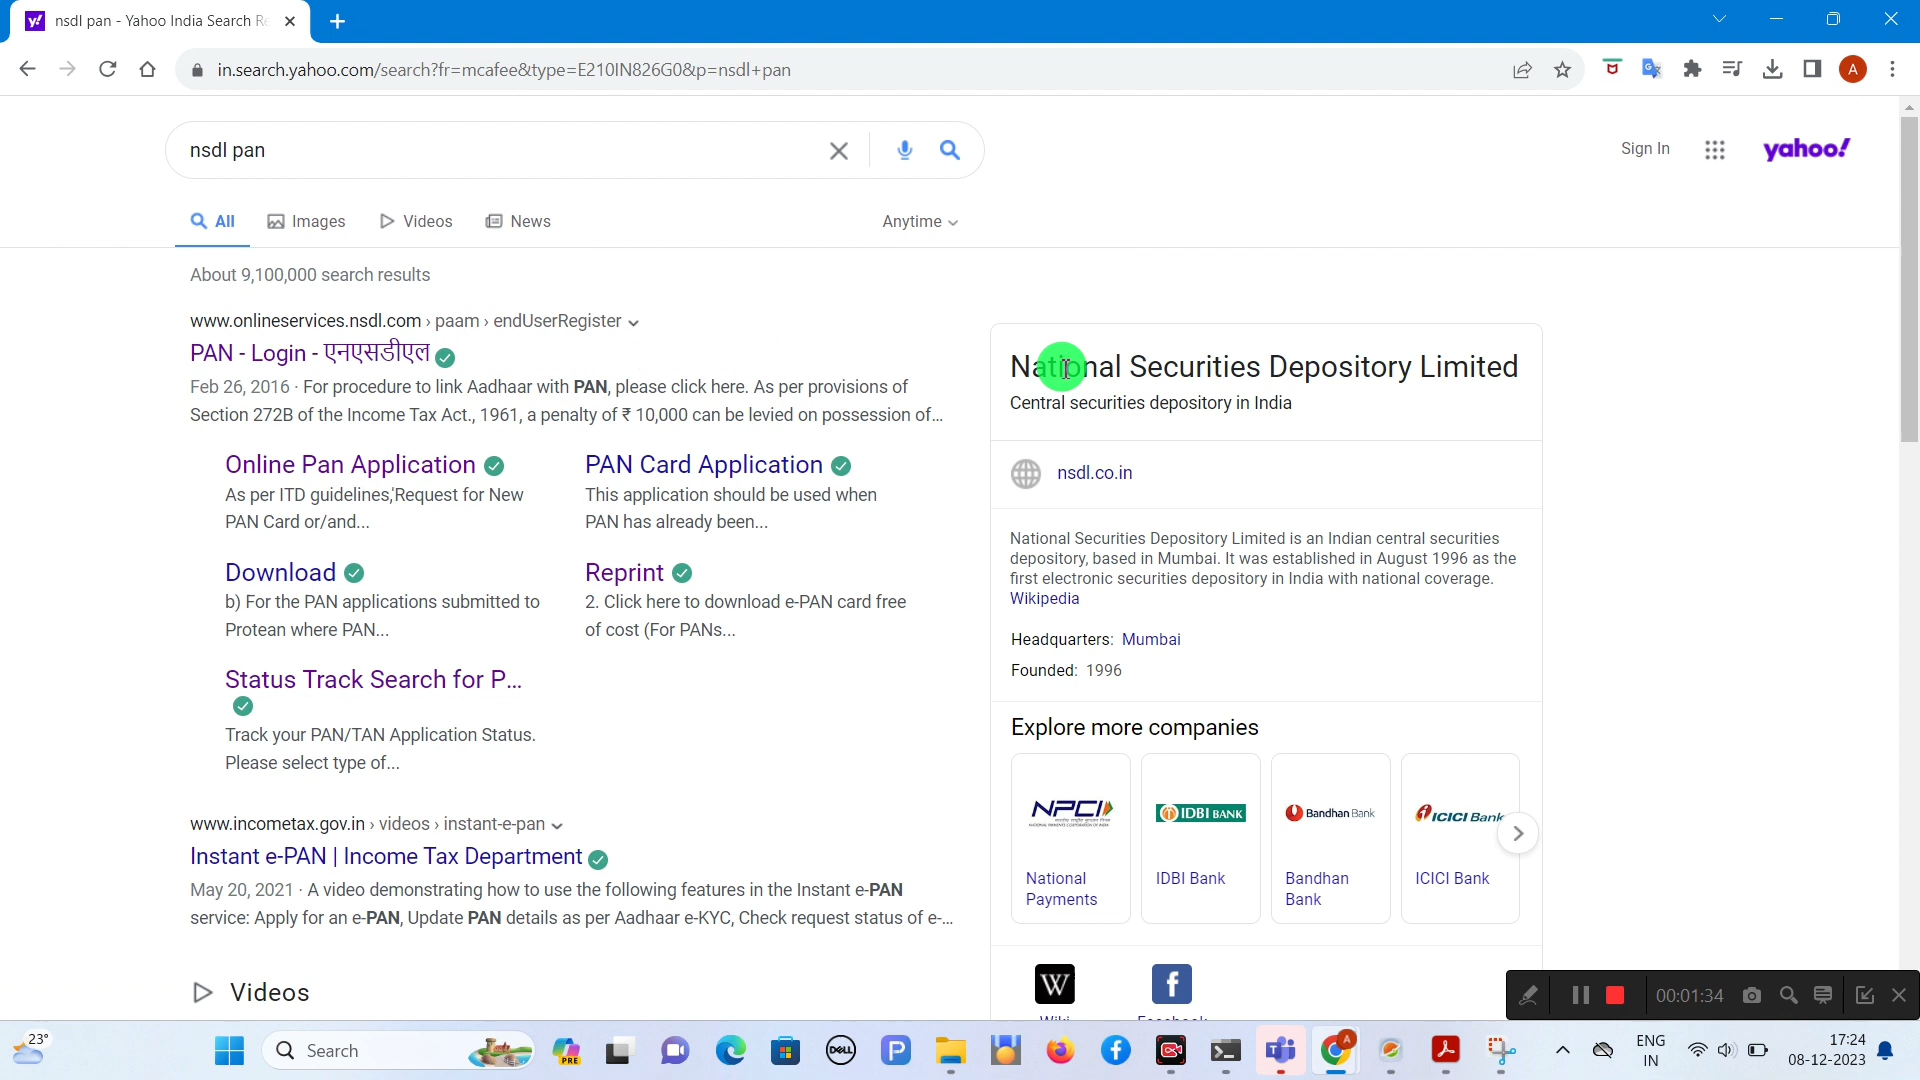 nsdl pan - Yahoo India Search Re
in.search.yahoo.com/search?fr=mcafee&type=E210IN826G0&p=nsdl+pan
A
nsdl pan
Sign In
yahoo!
All
Images
Videos
News
Anytime
About 9,100,000 search results
www.onlineservices.nsdl.com › paam › endUserRegister
PAN - Login - एनएसडीएल
Feb 26, 2016 · For procedure to link Aadhaar with PAN, please click here. As per provisions of
Section 272B of the Income Tax Act., 1961, a penalty of ₹ 10,000 can be levied on possession of...
Online Pan Application
As per ITD guidelines,'Request for New
PAN Card or/and...
PAN Card Application
This application should be used when
PAN has already been...
Download
b) For the PAN applications submitted to
Protean where PAN...
Reprint
2. Click here to download e-PAN card free
of cost (For PANs...
Status Track Search for P...
Track your PAN/TAN Application Status.
Please select type of...
www.incometax.gov.in › videos › instant-e-pan
Instant e-PAN | Income Tax Department
May 20, 2021 · A video demonstrating how to use the following features in the Instant e-PAN
service: Apply for an e-PAN, Update PAN details as per Aadhaar e-KYC, Check request status of e-...
Videos
National Securities Depository Limited
Central securities depository in India
nsdl.co.in
National Securities Depository Limited is an Indian central securities
depository, based in Mumbai. It was established in August 1996 as the
first electronic securities depository in India with national coverage.
Wikipedia
Headquarters: Mumbai
Founded: 1996
Explore more companies
NPCI
IDBI BANK
Bandhan Bank
ICICI Bank
National
Payments
IDBI Bank
Bandhan
Bank
ICICI Bank
W
f
Wiki
Facebook
00:01:34
23°
Search
PRE
DELL
P
A
ENG
IN
17:24
08-12-2023